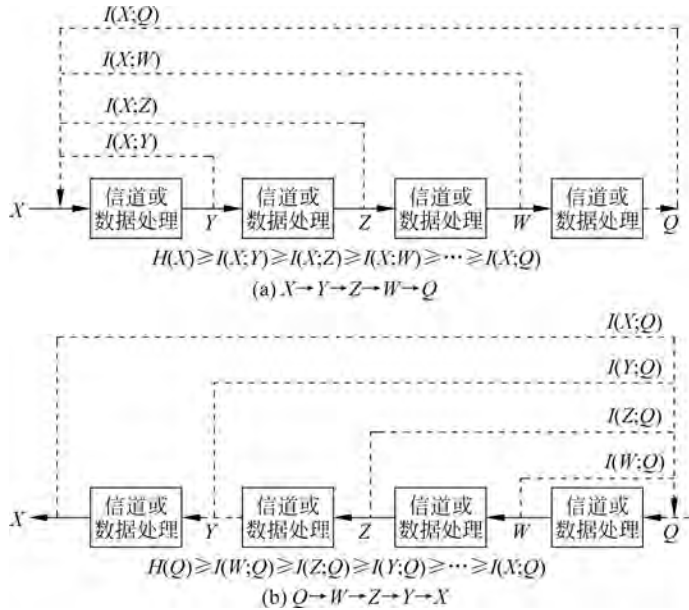 I(X;Q)
I(X;W)
I(X;Z)
I(X;Y)
X 信道或数据处理 Y 信道或数据处理 Z 信道或数据处理 W 信道或数据处理 Q
H(X)≥I(X;Y)≥I(X;Z)≥I(X;W)≥⋯≥I(X;Q)
(a) X→Y→Z→W→Q
I(X;Q)
I(Y;Q)
I(Z;Q)
I(W;Q)
X 信道或数据处理 Y 信道或数据处理 Z 信道或数据处理 W 信道或数据处理 Q
H(Q)≥I(W;Q)≥I(Z;Q)≥I(Y;Q)≥⋯≥I(X;Q)
(b) Q→W→Z→Y→X